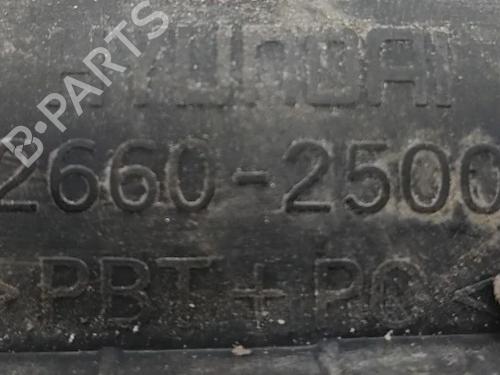 B-PARTS
HYUNDAI
2660-2500
>PBT+PC<